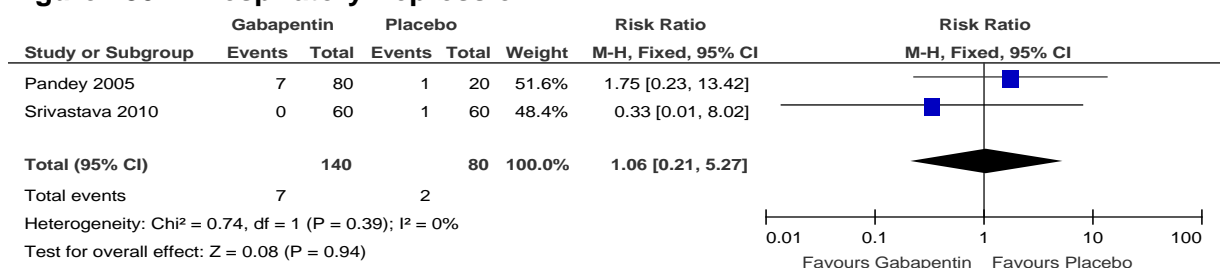 Gabapentin Placebo Risk Ratio Risk Ratio
Study or Subgroup Events Total Events Total Weight M-H, Fixed, 95% CI M-H, Fixed, 95% CI
Pandey 2005 7 80 1 20 51.6% 1.75 [0.23, 13.42]
Srivastava 2010 0 60 1 60 48.4% 0.33 [0.01, 8.02]
Total (95% CI) 140 80 100.0% 1.06 [0.21, 5.27]
Total events 7 2
Heterogeneity: Chi² = 0.74, df = 1 (P = 0.39); I² = 0%
Test for overall effect: Z = 0.08 (P = 0.94)
0.01 0.1 1 10 100
Favours Gabapentin Favours Placebo